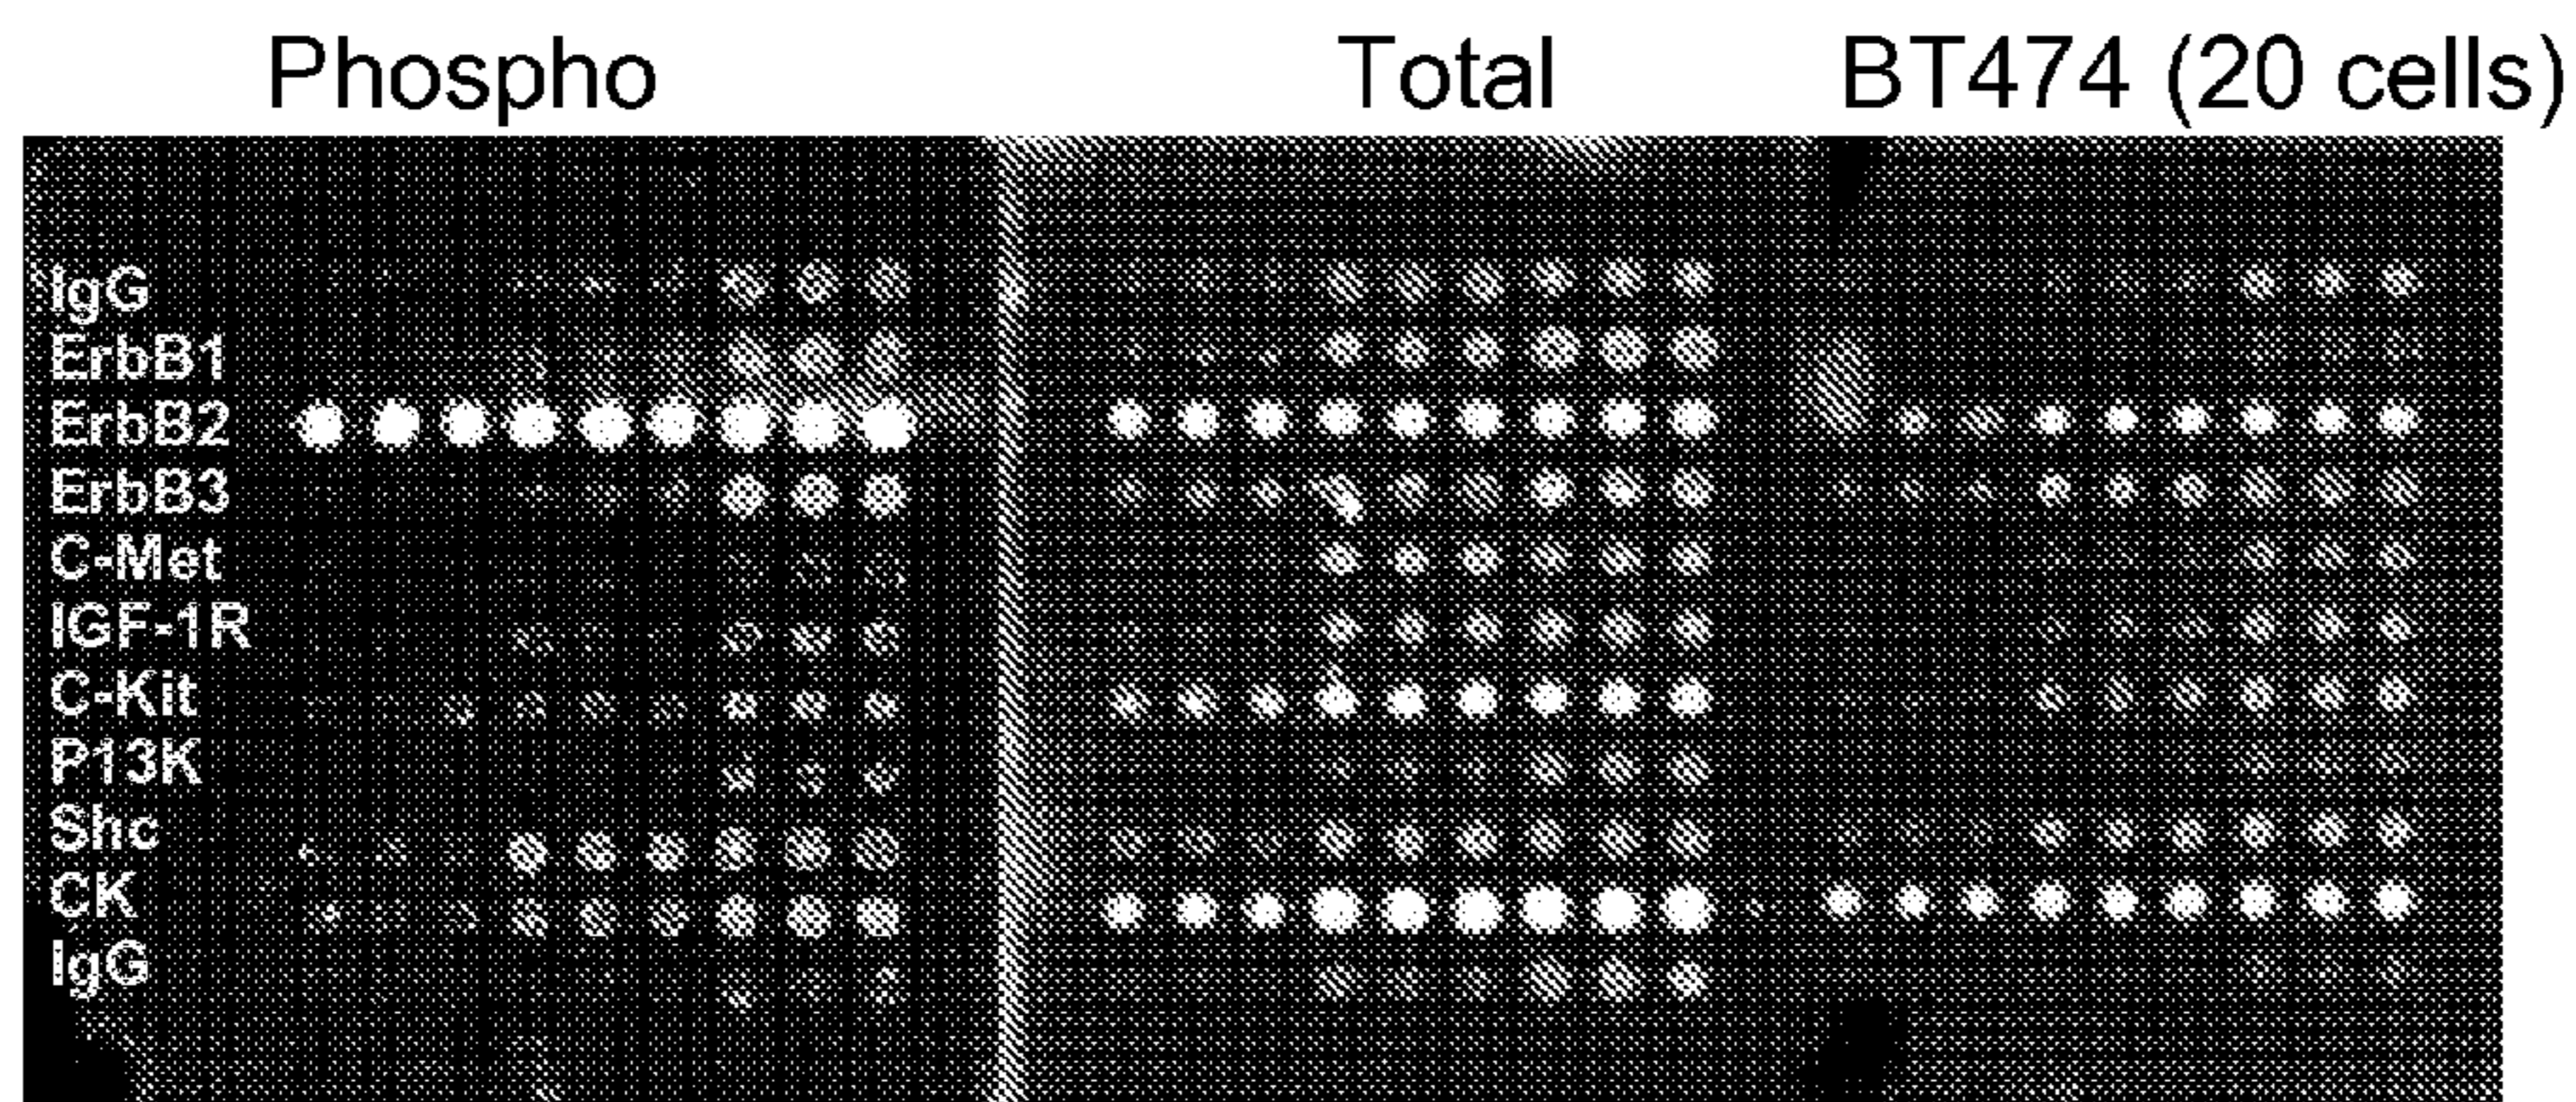 Phospho Total BT474 (20 cells)
IgG
ErbB1
ErbB2
ErbB3
C-Met
IGF-1R
C-Kit
P13K
Shc
CK
IgG